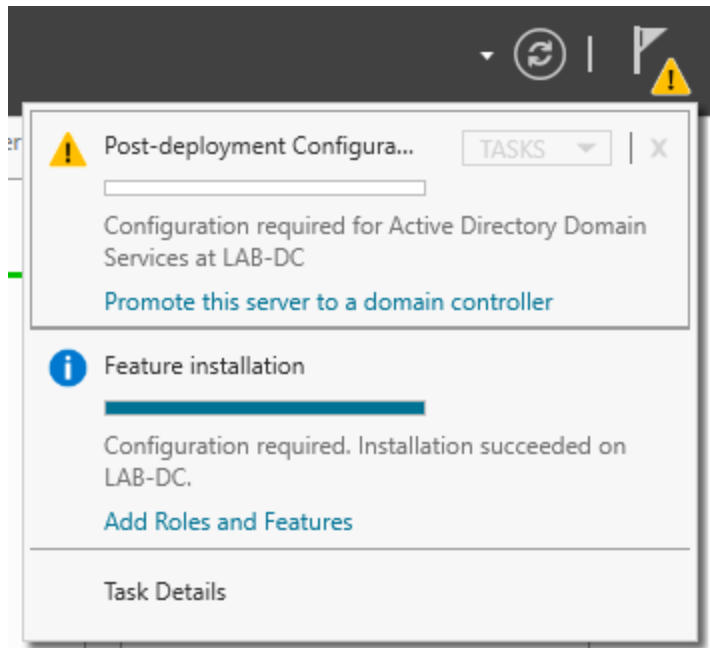 Post-deployment Configura...
TASKS
Configuration required for Active Directory Domain
Services at LAB-DC
Promote this server to a domain controller
Feature installation
Configuration required. Installation succeeded on
LAB-DC.
Add Roles and Features
Task Details